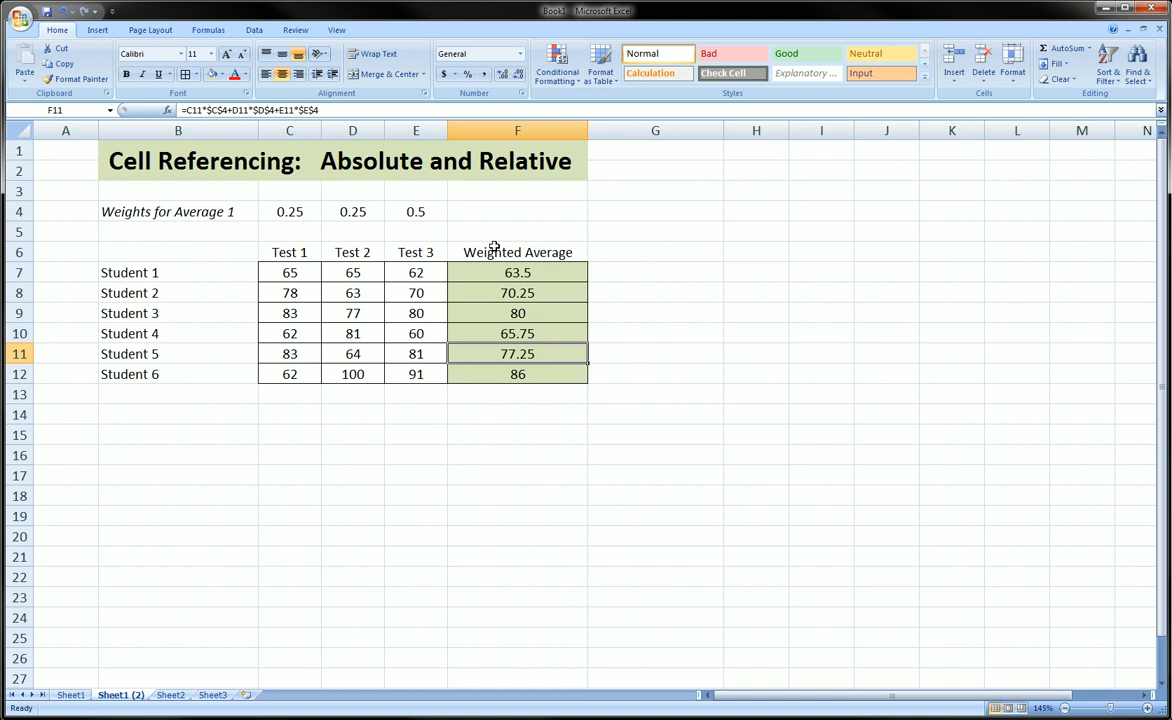 Book1 - Microsoft Excel
Home Insert Page Layout Formulas Data Review View
Paste Cut Copy Format Painter Clipboard
Calibri 11 B I U A A A Font
Wrap Text Merge & Center Alignment
General $ % , Number
Conditional Formatting Format as Table Normal Bad Good Neutral
Calculation Check Cell Explanatory ... Input Styles
Insert Delete Format Cells
Σ AutoSum Fill Clear Sort & Filter Find & Select Editing
F11 fx =C11*$C$4+D11*$D$4+E11*$E$4
A B C D E F G H I J K L M N
1 Cell Referencing: Absolute and Relative
2
3
4 Weights for Average 1 0.25 0.25 0.5
5
6 Test 1 Test 2 Test 3 Weighted Average
7 Student 1 65 65 62 63.5
8 Student 2 78 63 70 70.25
9 Student 3 83 77 80 80
10 Student 4 62 81 60 65.75
11 Student 5 83 64 81 77.25
12 Student 6 62 100 91 86
13
14
15
16
17
18
19
20
21
22
23
24
25
26
27
Sheet1 Sheet1 (2) Sheet2 Sheet3
Ready 145%